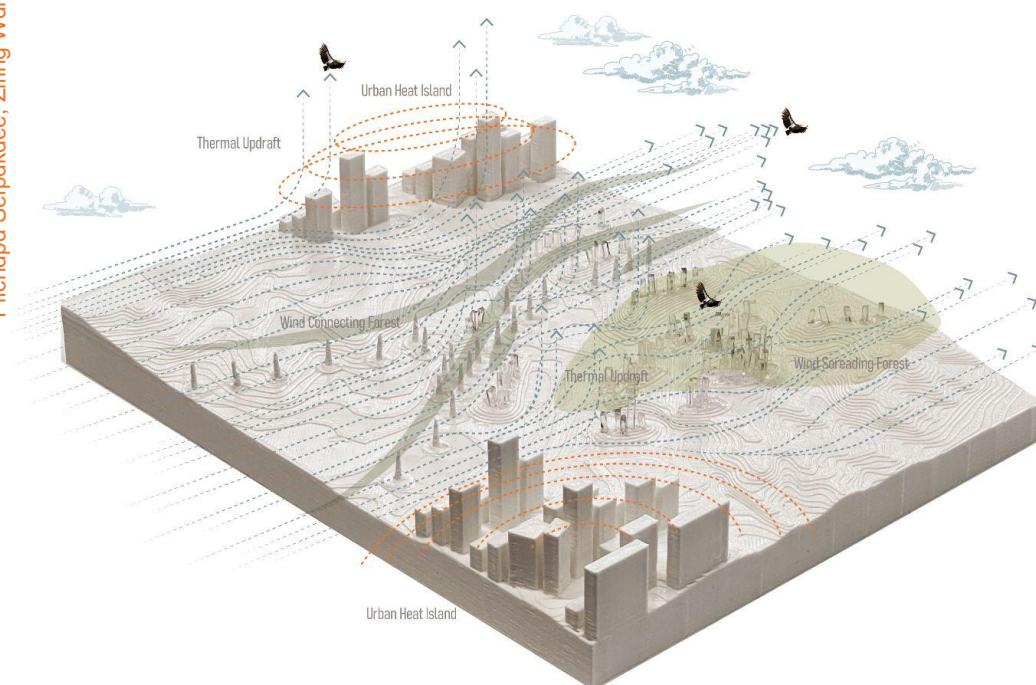 Urban Heat Island
Thermal Updraft
Wind Connecting Forest
Thermal Updraft
Wind Spreading Forest
Urban Heat Island